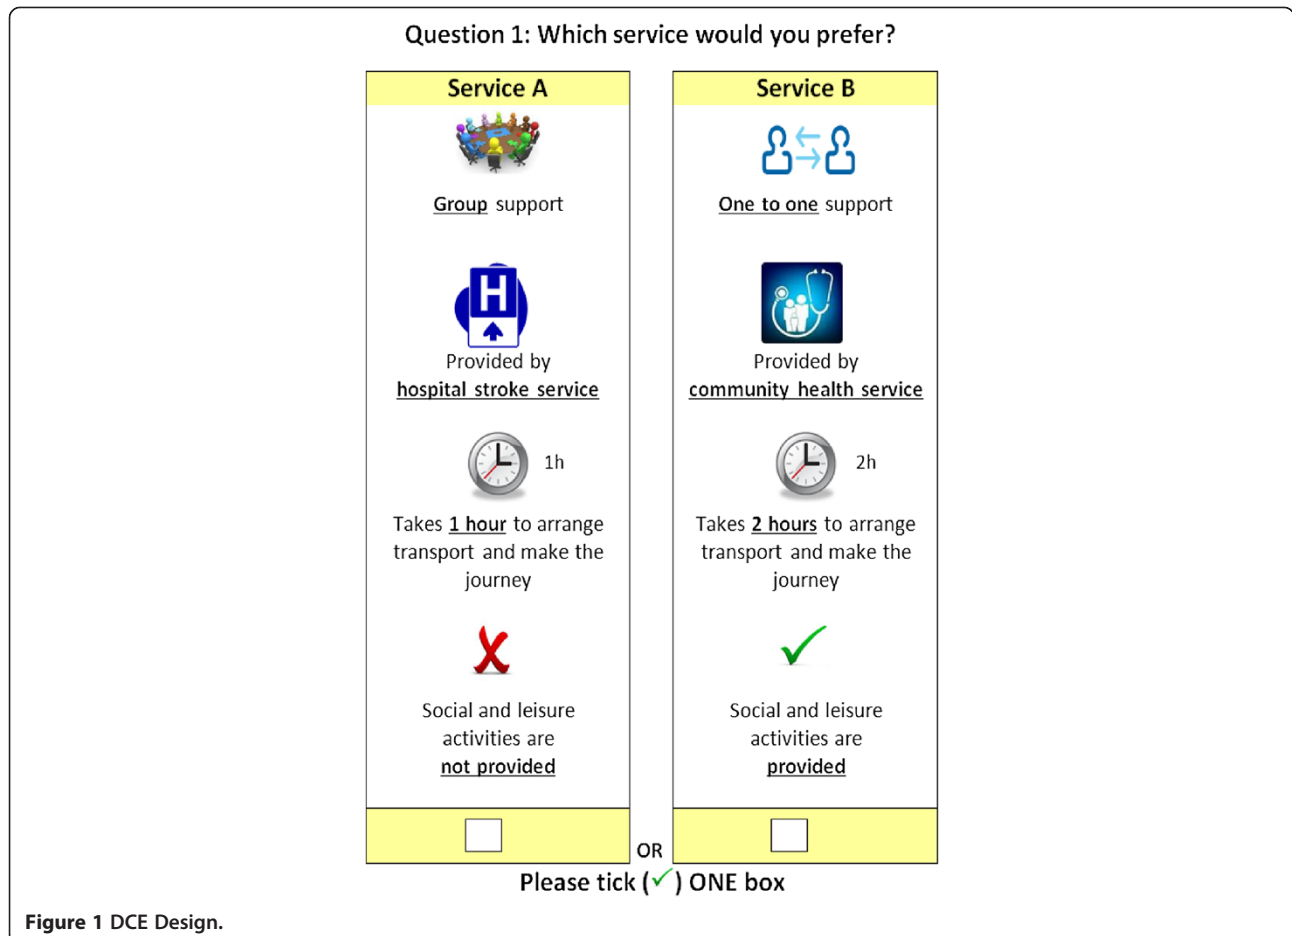 Question 1: Which service would you prefer?
Service A
Group support
H
Provided by
hospital stroke service
1h
Takes 1 hour to arrange
transport and make the
journey
Social and leisure
activities are
not provided
Service B
One to one support
Provided by
community health service
2h
Takes 2 hours to arrange
transport and make the
journey
Social and leisure
activities are
provided
OR
Please tick (✓) ONE box
Figure 1 DCE Design.